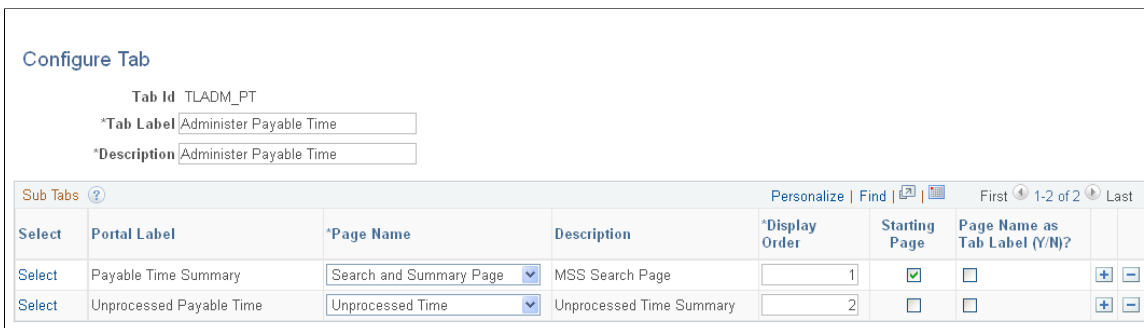 Configure Tab
Tab Id TLADM_PT
*Tab Label Administer Payable Time
*Description Administer Payable Time
Sub Tabs ? Personalize | Find | | First 1-2 of 2 Last
Select Portal Label *Page Name Description *Display Order Starting Page Page Name as Tab Label (Y/N)?
Select Payable Time Summary Search and Summary Page MSS Search Page 1
Select Unprocessed Payable Time Unprocessed Time Unprocessed Time Summary 2